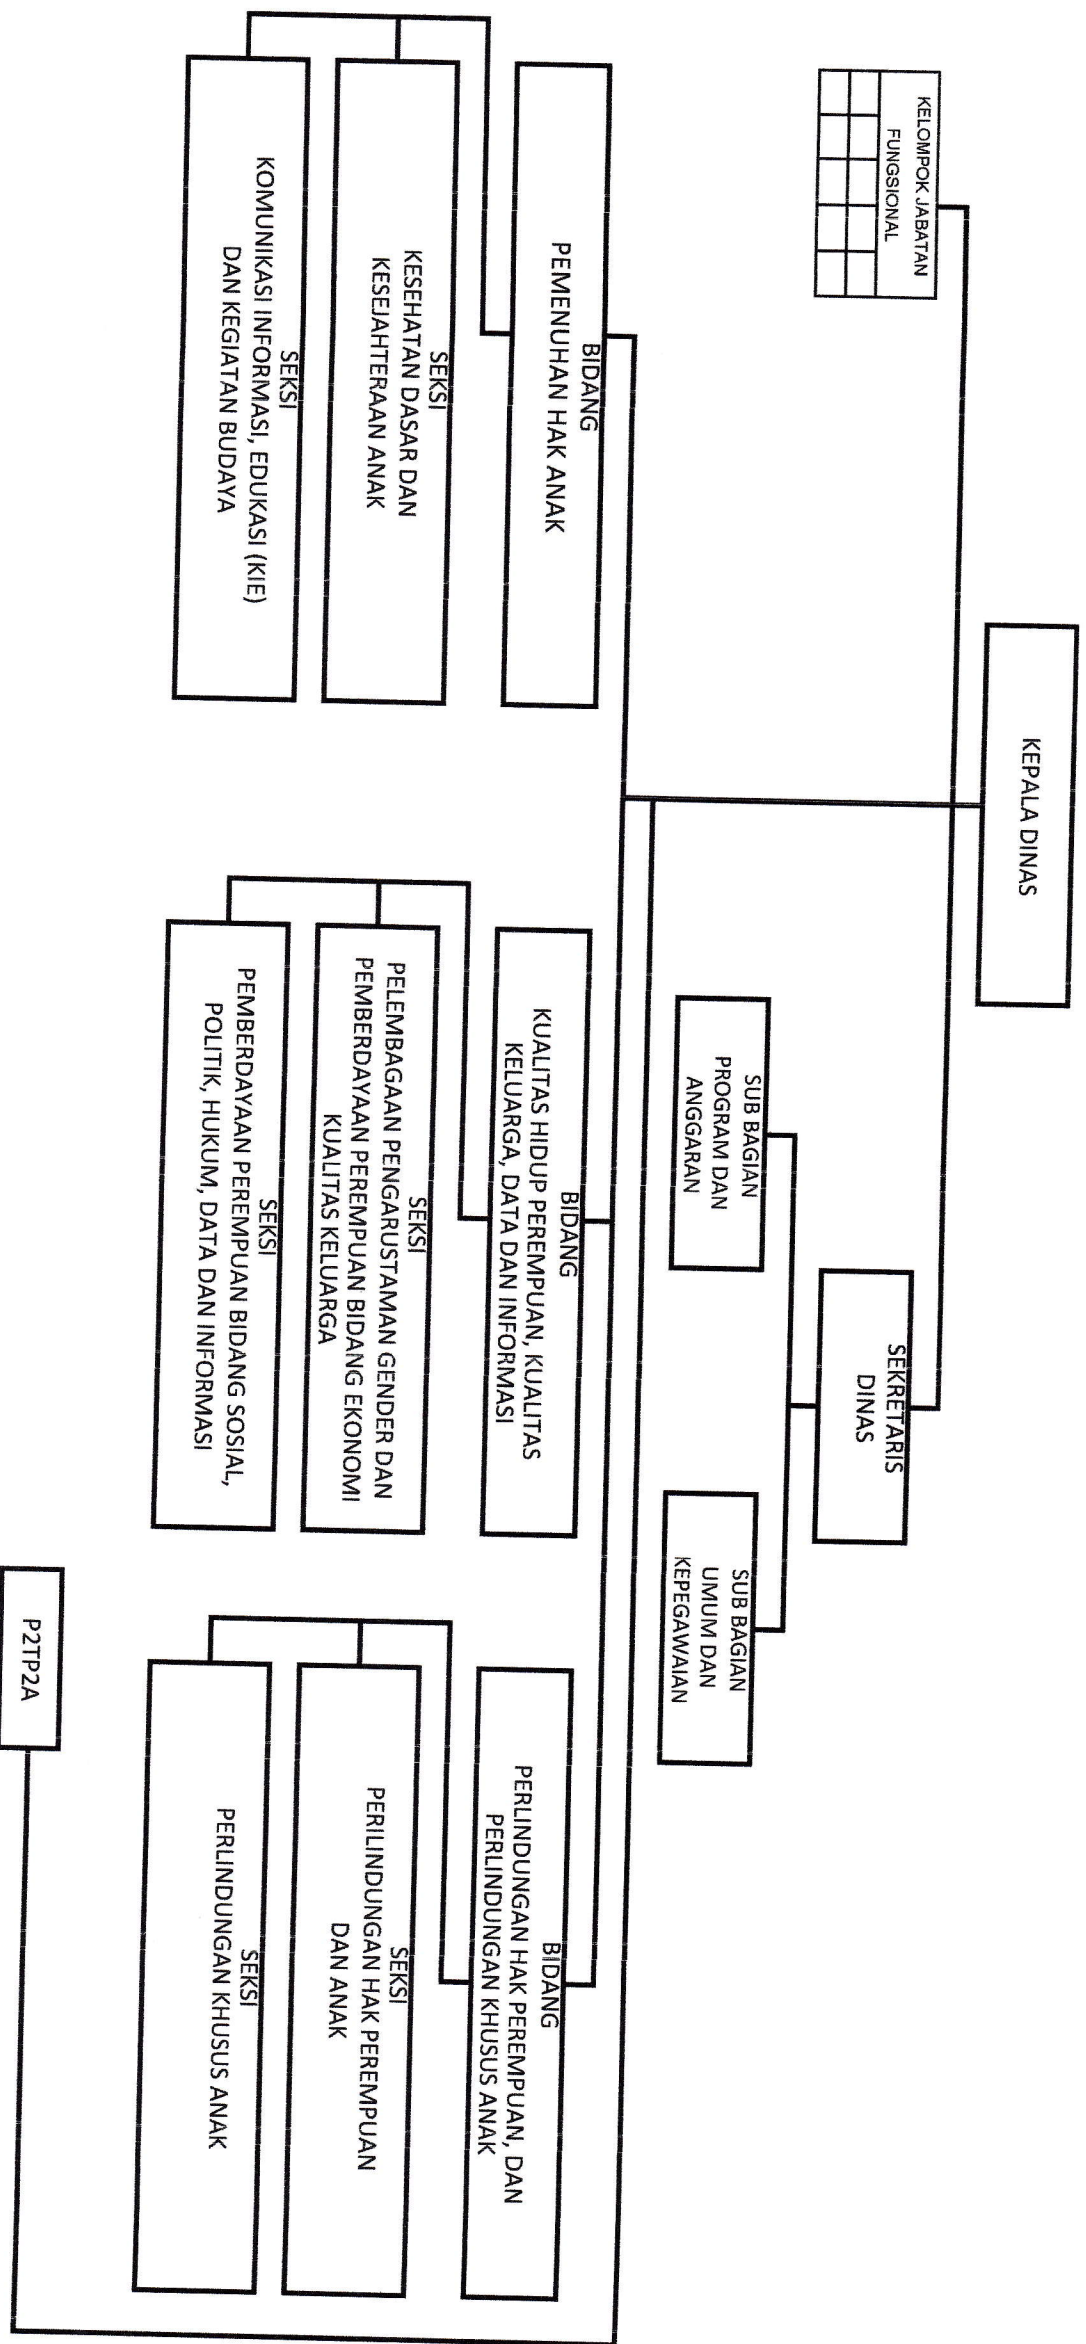 KEPALA DINAS
KELOMPOK JABATAN
FUNGSIONAL
SEKRETARIS
DINAS
SUB BAGIAN
PROGRAM DAN
ANGGARAN
SUB BAGIAN
UMUM DAN
KEPEGAWAIAN
BIDANG
PEMENUHAN HAK ANAK
SEKSI
KESEHATAN DASAR DAN
KESEJAHTERAAN ANAK
SEKSI
KOMUNIKASI INFORMASI, EDUKASI (KIE)
DAN KEGIATAN BUDAYA
BIDANG
KUALITAS HIDUP PEREMPUAN, KUALITAS
KELUARGA, DATA DAN INFORMASI
SEKSI
PELEMBAGAAN PENGARUSTAMAN GENDER DAN
PEMBERDAYAAN PEREMPUAN BIDANG EKONOMI
KUALITAS KELUARGA
SEKSI
PEMBERDAYAAN PEREMPUAN BIDANG SOSIAL,
POLITIK, HUKUM, DATA DAN INFORMASI
BIDANG
PERLINDUNGAN HAK PEREMPUAN, DAN
PERLINDUNGAN KHUSUS ANAK
SEKSI
PERILINDUNGAN HAK PEREMPUAN
DAN ANAK
SEKSI
PERLINDUNGAN KHUSUS ANAK
P2TP2A